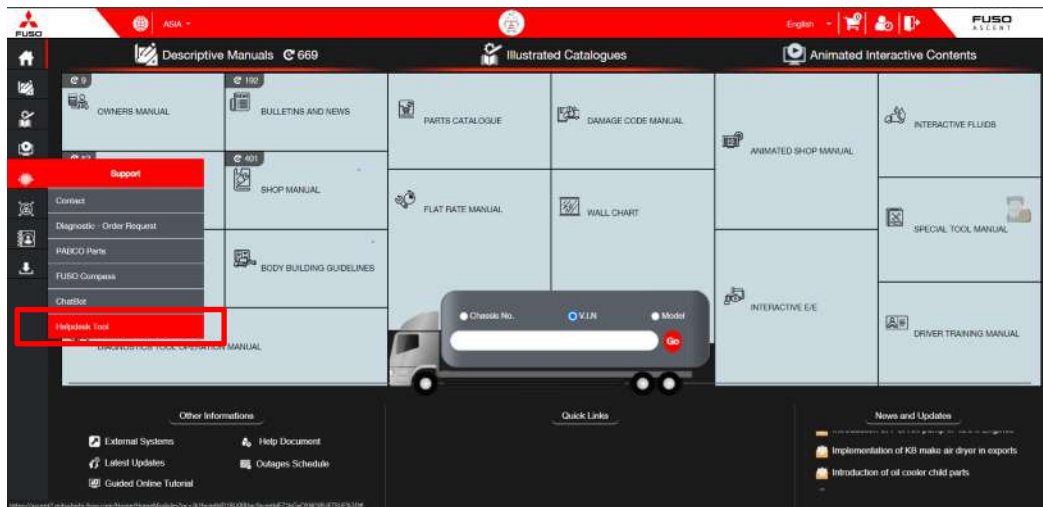 FUSO
ASIA
English
FUSO
ASCENT
Descriptive Manuals 669
Illustrated Catalogues
Animated Interactive Contents
9
OWNERS MANUAL
192
BULLETINS AND NEWS
PARTS CATALOGUE
DAMAGE CODE MANUAL
ANIMATED SHOP MANUAL
INTERACTIVE FLUIDS
401
SHOP MANUAL
FLAT RATE MANUAL
WALL CHART
SPECIAL TOOL MANUAL
Support
Contact
Diagnostic - Order Request
PABCO Parts
FUSO Compass
ChatBot
Helpdesk Tool
BODY BUILDING GUIDELINES
INTERACTIVE E/E
DRIVER TRAINING MANUAL
DIAGNOSTICS TOOL OPERATION MANUAL
Chassis No.
V.I.N
Model
Go
Other Informations
External Systems
Help Document
Latest Updates
Outages Schedule
Guided Online Tutorial
Quick Links
News and Updates
Implementation of KB make air dryer in exports
Introduction of oil cooler child parts